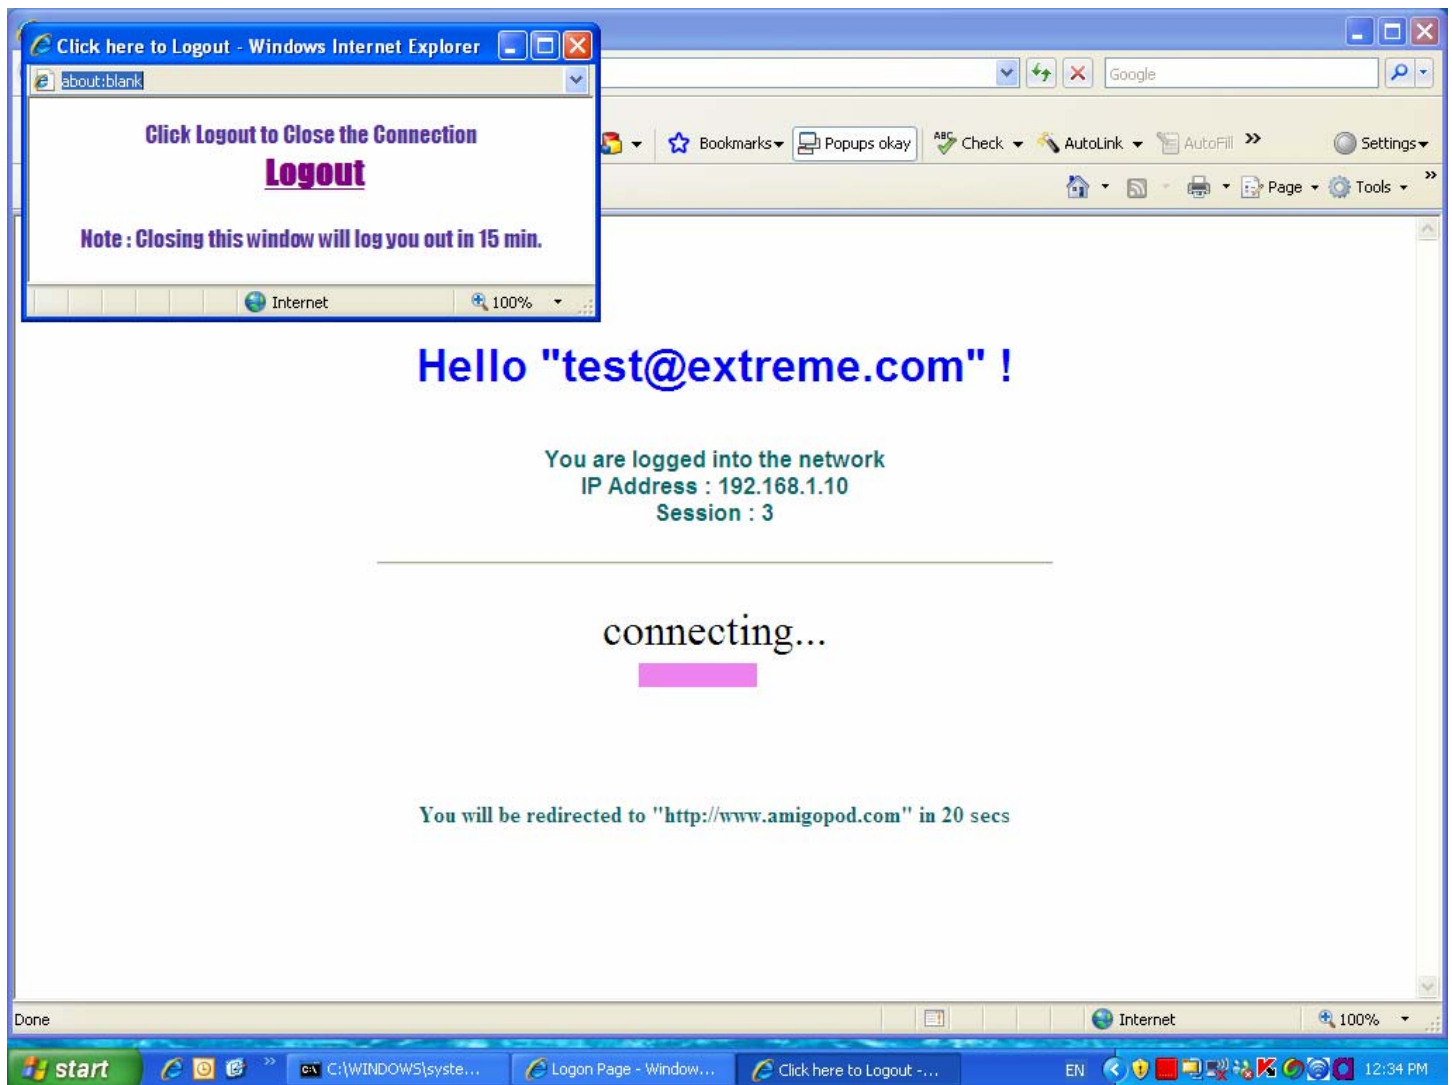 Click here to Logout - Windows Internet Explorer
about:blank
Click Logout to Close the Connection
Logout
Note : Closing this window will log you out in 15 min.
Internet 100%
Google
Bookmarks Popups okay ABC Check AutoLink AutoFill » Settings
Page Tools »
Hello "test@extreme.com" !
You are logged into the network
IP Address : 192.168.1.10
Session : 3
connecting...
You will be redirected to "http://www.amigopod.com" in 20 secs
Done Internet 100%
start » C:\WINDOWS\syste... Logon Page - Window... Click here to Logout -... EN 12:34 PM